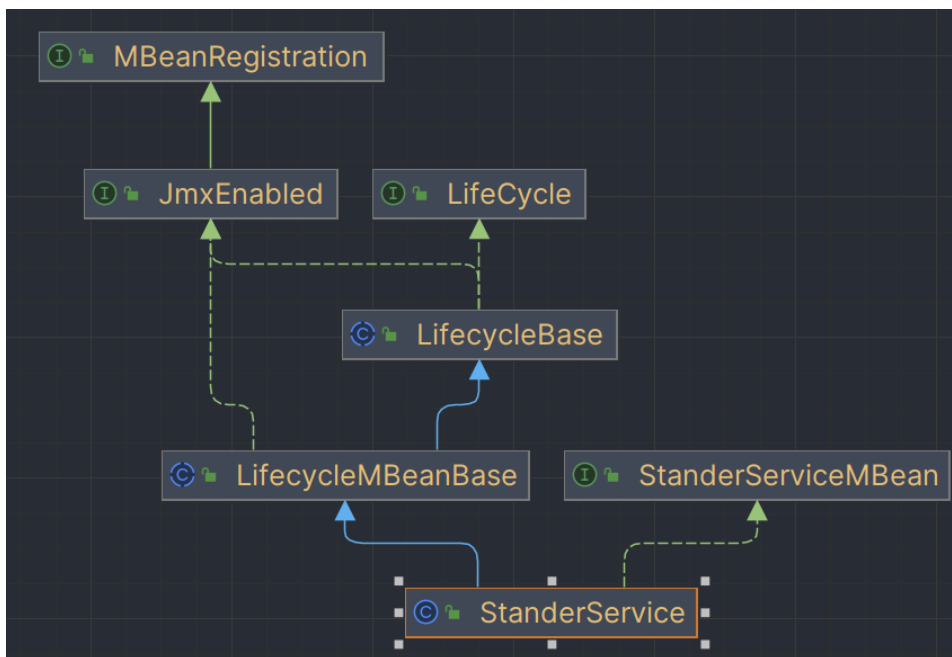 MBeanRegistration
JmxEnabled
LifeCycle
LifecycleBase
LifecycleMBeanBase
StanderServiceMBean
StanderService